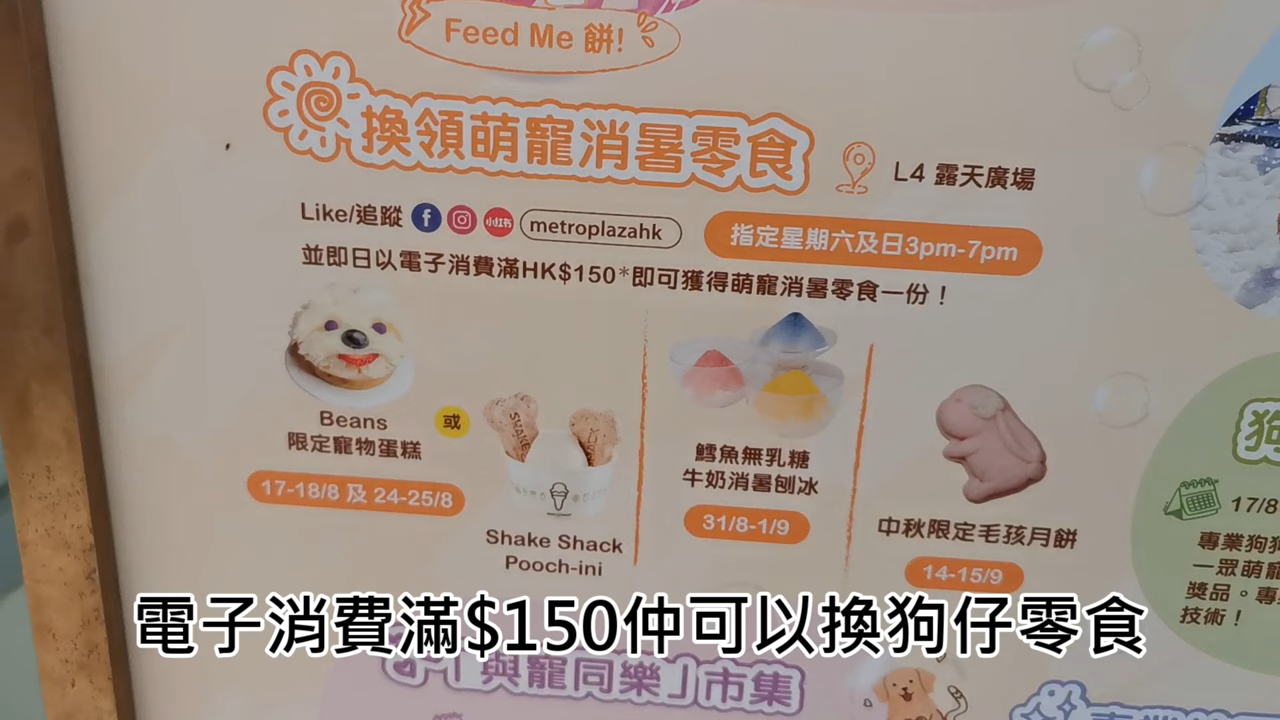 Feed Me 餅!
換領萌寵消暑零食
L4 露天廣場
Like/追蹤 f 小红书 metroplazahk
指定星期六及日3pm-7pm
並即日以電子消費滿HK$150*即可獲得萌寵消暑零食一份！
Beans
限定寵物蛋糕
17-18/8 及 24-25/8
或
SHAKE
Shake Shack
Pooch-ini
鱈魚無乳糖
牛奶消暑刨冰
31/8-1/9
中秋限定毛孩月餅
14-15/9
17/8
專業狗狗
一眾萌寵
獎品。專
技術！
電子消費滿$150仲可以換狗仔零食
「與寵同樂」市集